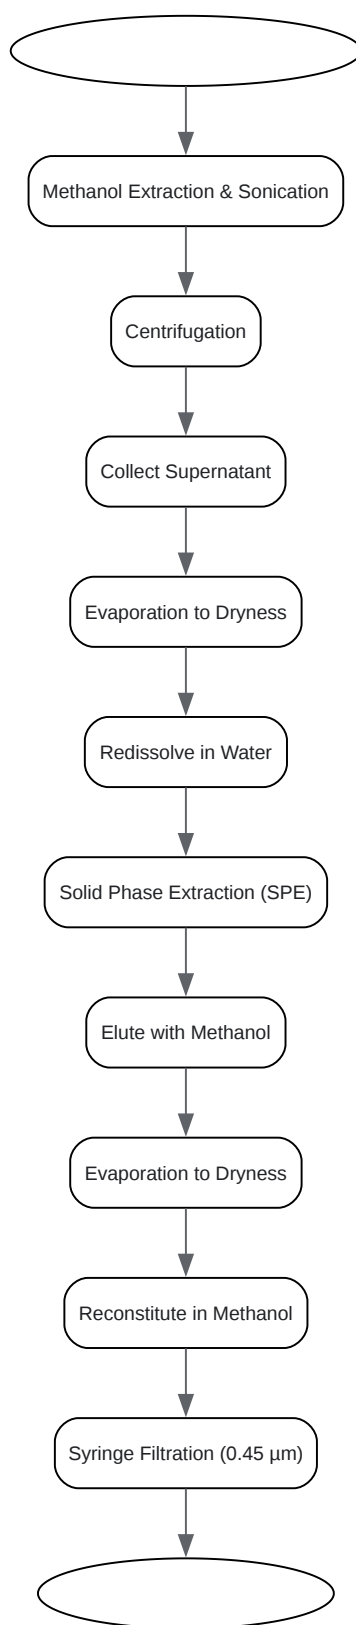 Methanol Extraction & Sonication
Centrifugation
Collect Supernatant
Evaporation to Dryness
Redissolve in Water
Solid Phase Extraction (SPE)
Elute with Methanol
Evaporation to Dryness
Reconstitute in Methanol
Syringe Filtration (0.45 µm)